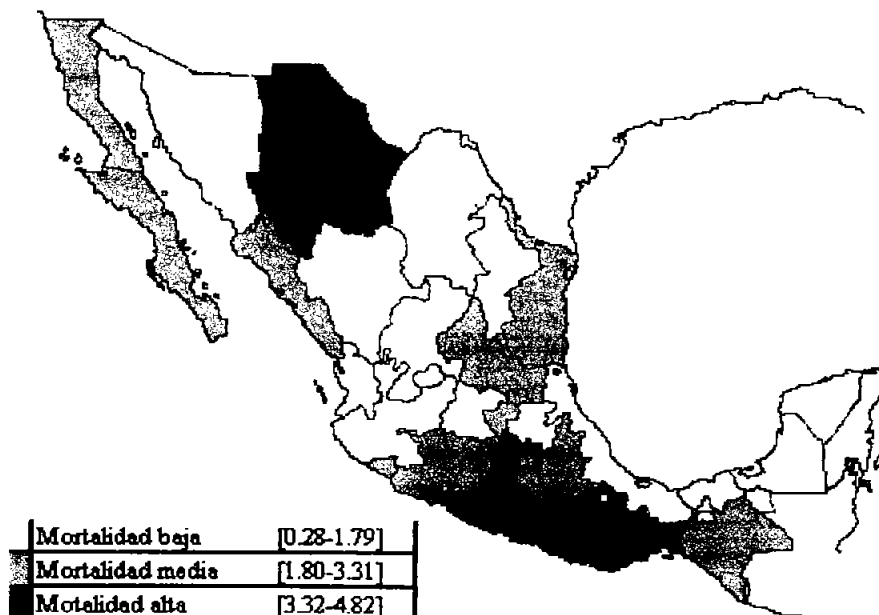 Mortalidad baja [0.28-1.79]
Mortalidad media [1.80-3.31]
Motalidad alta [3.32-4.82]